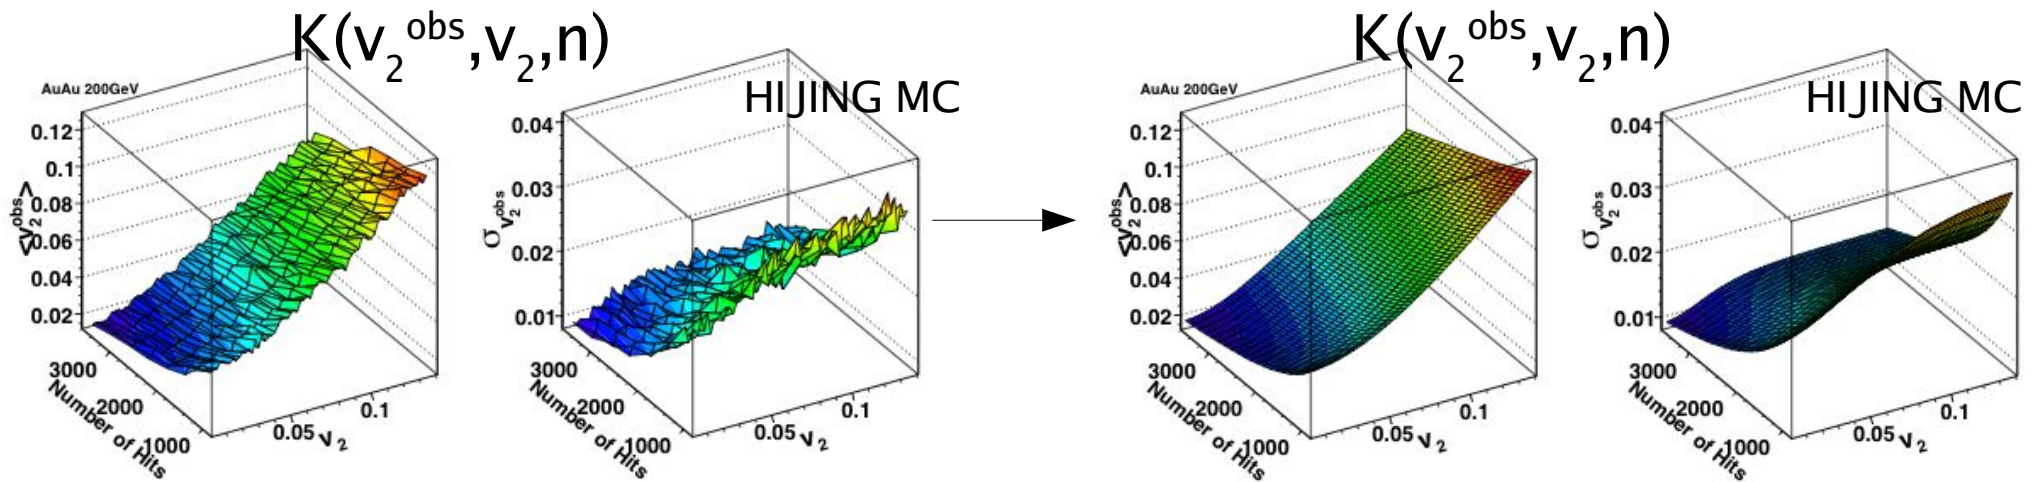 K(v₂ᵒᵇˢ,v₂,n)
K(v₂ᵒᵇˢ,v₂,n)
HIJING MC
HIJING MC
AuAu 200GeV
<v₂ᵒᵇˢ>
0.12
0.1
0.08
0.06
0.04
0.02
3000
2000
1000
Number of Hits
0.05
0.1
v₂
σv₂ᵒᵇˢ
0.04
0.03
0.02
0.01
3000
2000
1000
Number of Hits
0.05
0.1
v₂
AuAu 200GeV
<v₂ᵒᵇˢ>
0.12
0.1
0.08
0.06
0.04
0.02
3000
2000
1000
Number of Hits
0.05
0.1
v₂
σv₂ᵒᵇˢ
0.04
0.03
0.02
0.01
3000
2000
1000
Number of Hits
0.05
0.1
v₂